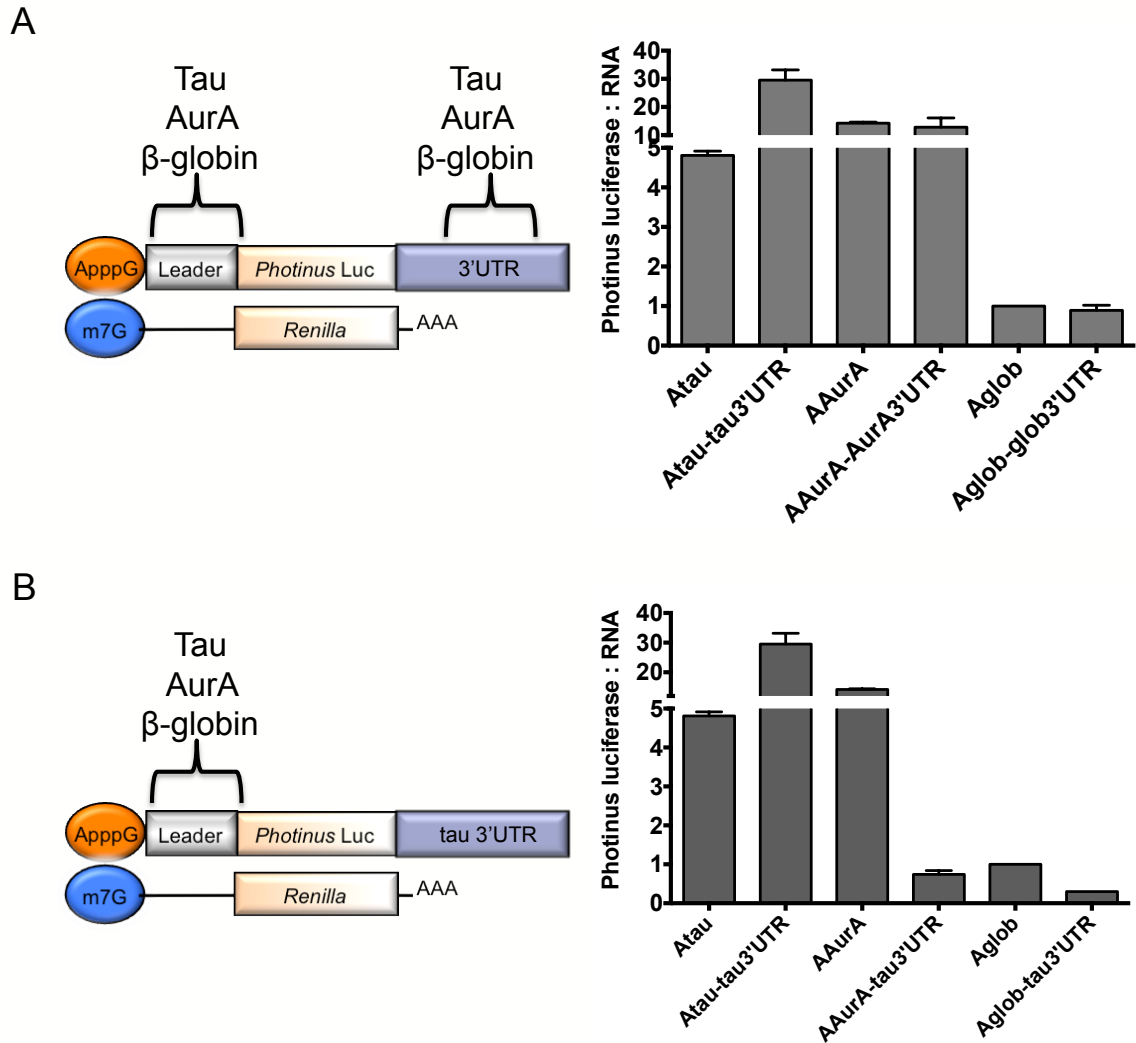 A
Tau
AurA
β-globin
Tau
AurA
β-globin
ApppG
Leader
Photinus Luc
3'UTR
m7G
Renilla
AAA
Photinus luciferase : RNA
40
30
20
10
5
4
3
2
1
0
Atau
Atau-tau3'UTR
AAurA
AAurA-AurA3'UTR
Aglob
Aglob-glob3'UTR
B
Tau
AurA
β-globin
ApppG
Leader
Photinus Luc
tau 3'UTR
m7G
Renilla
AAA
Photinus luciferase : RNA
40
30
20
5
4
3
2
1
0
Atau
Atau-tau3'UTR
AAurA
AAurA-tau3'UTR
Aglob
Aglob-tau3'UTR